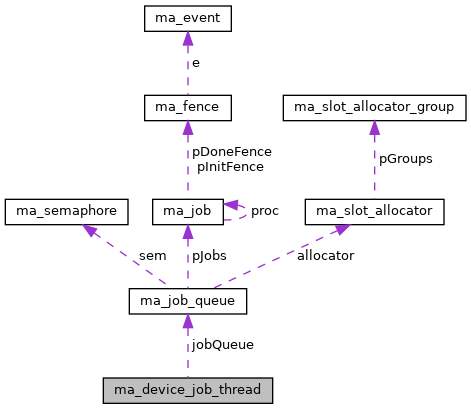 ma_event
e
ma_fence
ma_slot_allocator_group
pDoneFence
pInitFence
pGroups
ma_semaphore
ma_job
proc
ma_slot_allocator
sem
pJobs
allocator
ma_job_queue
jobQueue
ma_device_job_thread